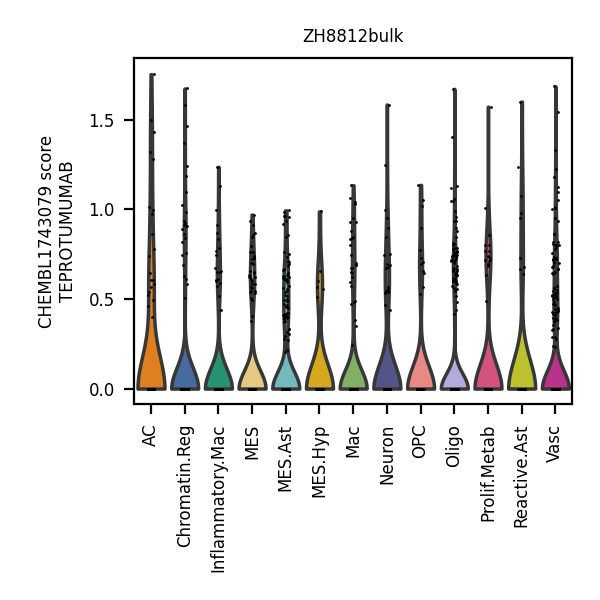 ZH8812bulk
CHEMBL1743079 score
TEPROTUMUMAB
1.5
1.0
0.5
0.0
AC
Chromatin.Reg
Inflammatory.Mac
MES
MES.Ast
MES.Hyp
Mac
Neuron
OPC
Oligo
Prolif.Metab
Reactive.Ast
Vasc